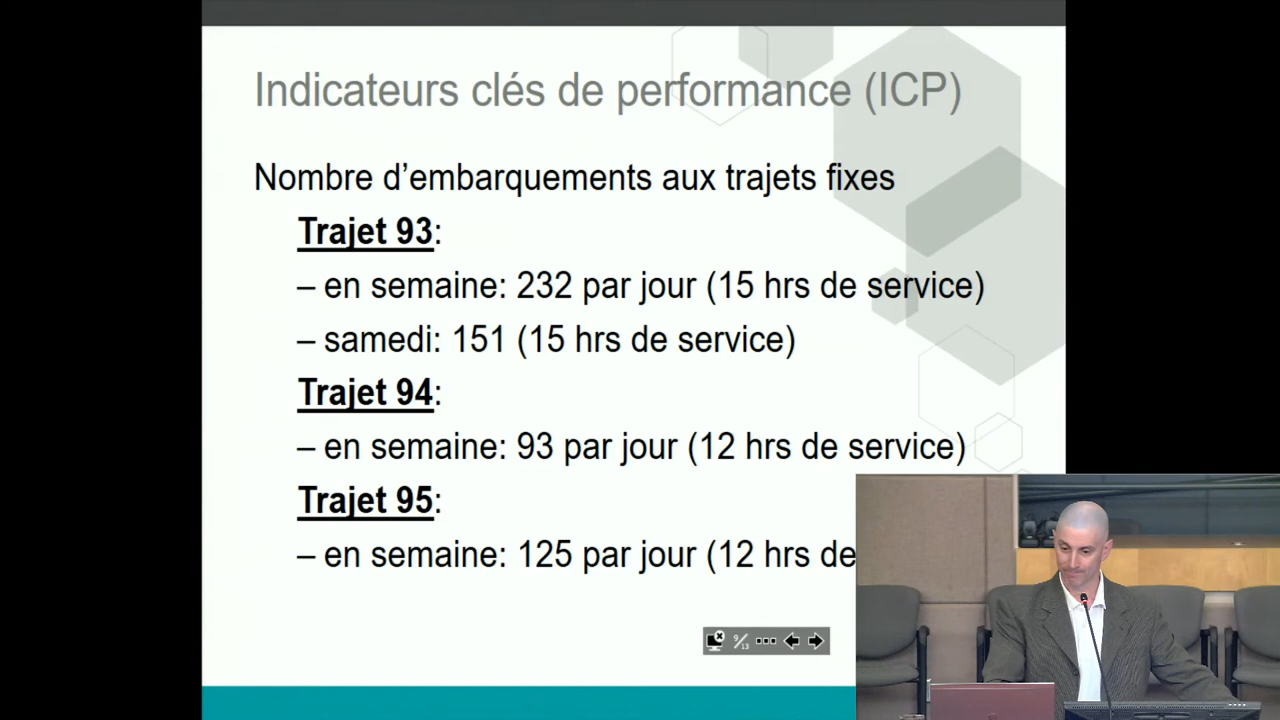 Indicateurs clés de performance (ICP)
Nombre d’embarquements aux trajets fixes
Trajet 93:
– en semaine: 232 par jour (15 hrs de service)
– samedi: 151 (15 hrs de service)
Trajet 94:
– en semaine: 93 par jour (12 hrs de service)
Trajet 95:
– en semaine: 125 par jour (12 hrs de
9/13